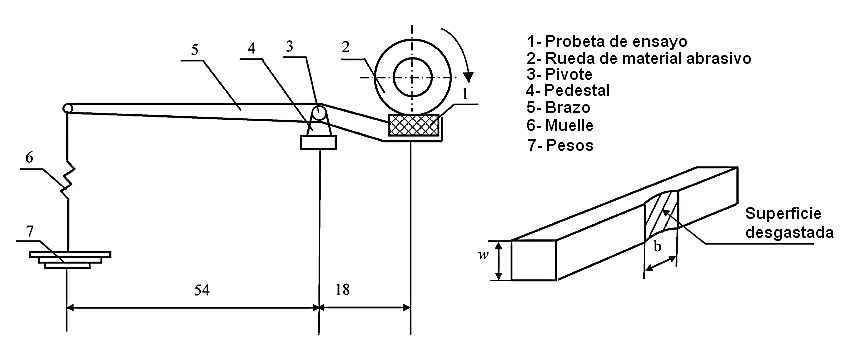 5
4
3
2
1
1- Probeta de ensayo
2- Rueda de material abrasivo
3- Pivote
4- Pedestal
5- Brazo
6- Muelle
7- Pesos
6
7
54
18
w
b
Superficie
desgastada